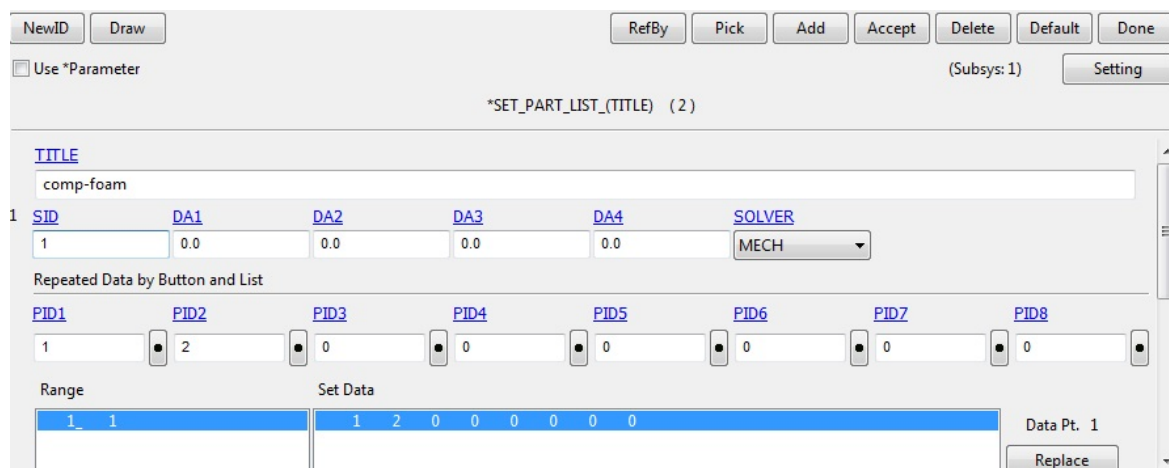 NewID Draw RefBy Pick Add Accept Delete Default Done
Use *Parameter (Subsys: 1) Setting
*SET_PART_LIST_(TITLE) (2)
TITLE
comp-foam
1 SID DA1 DA2 DA3 DA4 SOLVER
1 0.0 0.0 0.0 0.0 MECH
Repeated Data by Button and List
PID1 PID2 PID3 PID4 PID5 PID6 PID7 PID8
1 2 0 0 0 0 0 0
Range Set Data
1_ 1 1 2 0 0 0 0 0 0
Data Pt. 1
Replace